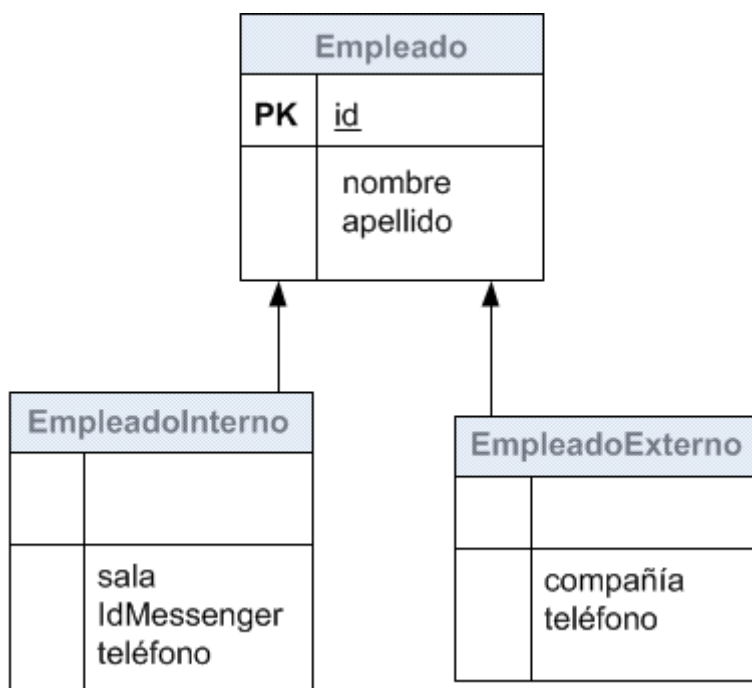 Empleado
PK id
nombre
apellido
EmpleadoInterno
sala
IdMessenger
teléfono
EmpleadoExterno
compañía
teléfono